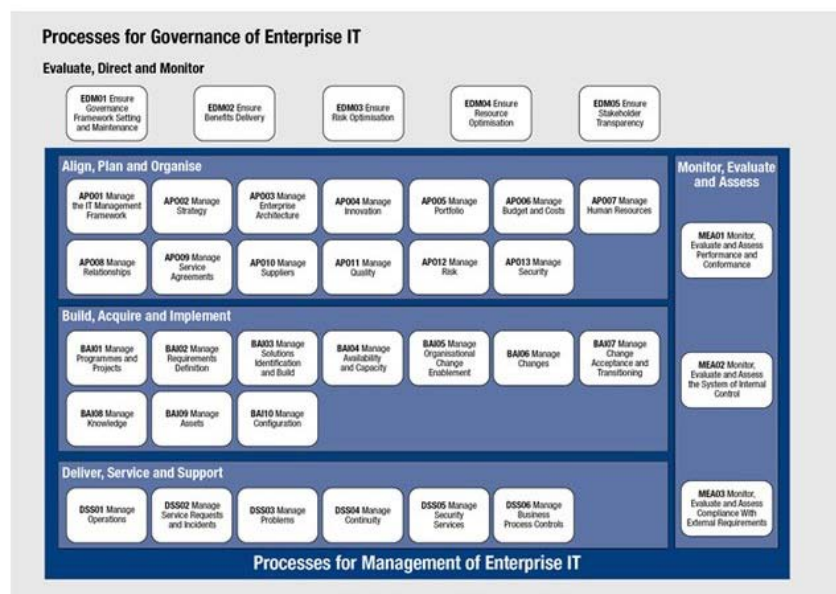 Processes for Governance of Enterprise IT
Evaluate, Direct and Monitor
EDM01 Ensure
Governance
Framework Setting
and Maintenance
EDM02 Ensure
Benefits Delivery
EDM03 Ensure
Risk Optimisation
EDM04 Ensure
Resource
Optimisation
EDM05 Ensure
Stakeholder
Transparency
Align, Plan and Organise
APO01 Manage
the IT Management
Framework
APO02 Manage
Strategy
APO03 Manage
Enterprise
Architecture
APO04 Manage
Innovation
APO05 Manage
Portfolio
APO06 Manage
Budget and Costs
APO07 Manage
Human Resources
APO08 Manage
Relationships
APO09 Manage
Service
Agreements
APO10 Manage
Suppliers
APO11 Manage
Quality
APO12 Manage
Risk
APO13 Manage
Security
Build, Acquire and Implement
BAI01 Manage
Programmes and
Projects
BAI02 Manage
Requirements
Definition
BAI03 Manage
Solutions
Identification
and Build
BAI04 Manage
Availability
and Capacity
BAI05 Manage
Organisational
Change
Enablement
BAI06 Manage
Changes
BAI07 Manage
Change
Acceptance and
Transitioning
BAI08 Manage
Knowledge
BAI09 Manage
Assets
BAI10 Manage
Configuration
Deliver, Service and Support
DSS01 Manage
Operations
DSS02 Manage
Service Requests
and Incidents
DSS03 Manage
Problems
DSS04 Manage
Continuity
DSS05 Manage
Security
Services
DSS06 Manage
Business
Process Controls
Monitor, Evaluate
and Assess
MEA01 Monitor,
Evaluate and Assess
Performance and
Conformance
MEA02 Monitor,
Evaluate and Assess
the System of Internal
Control
MEA03 Monitor,
Evaluate and Assess
Compliance With
External Requirements
Processes for Management of Enterprise IT